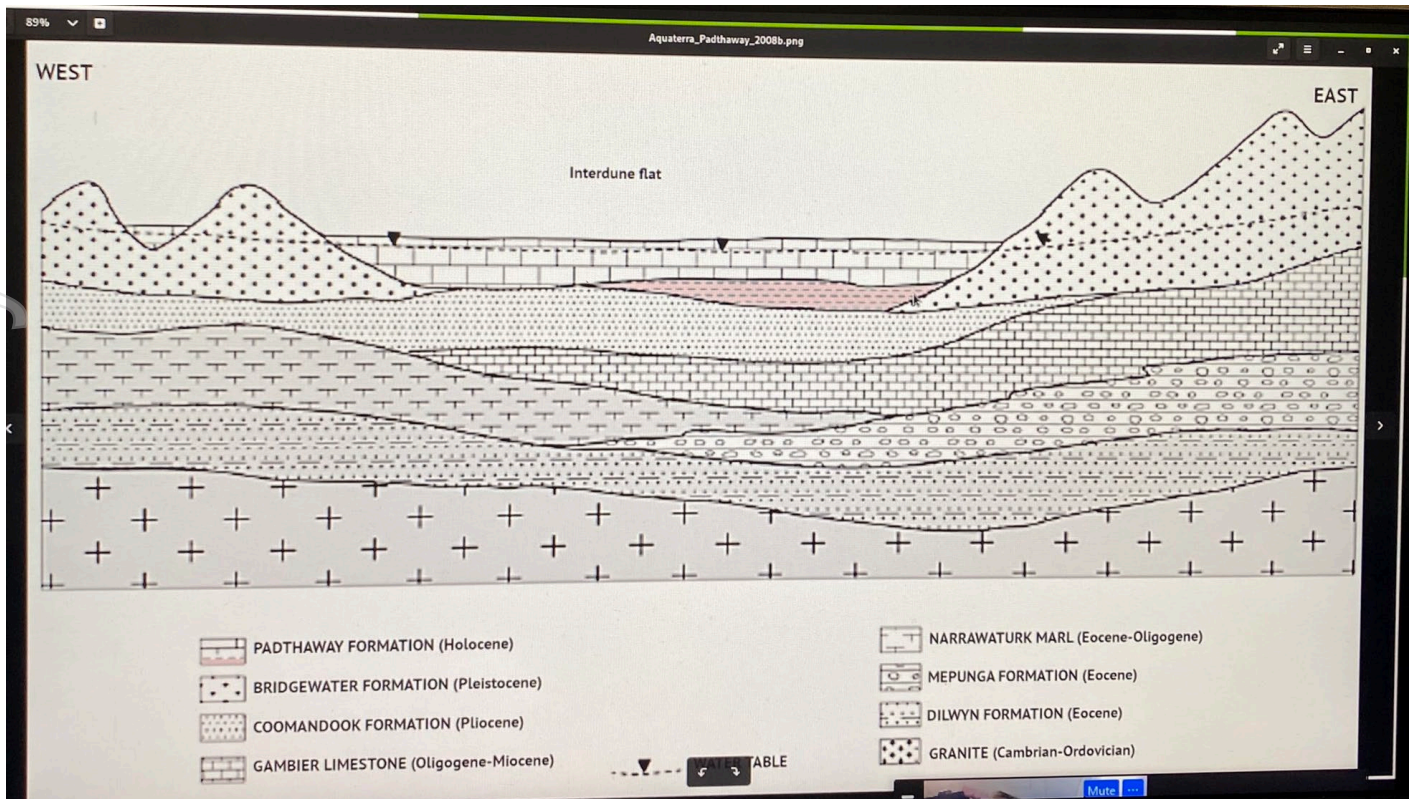 89%
Aquaterra_Padthaway_2008b.png
WEST
EAST
Interdune flat
PADTHAWAY FORMATION (Holocene)
BRIDGEWATER FORMATION (Pleistocene)
COOMANDOOK FORMATION (Pliocene)
GAMBIER LIMESTONE (Oligogene-Miocene)
WATER TABLE
NARRAWATURK MARL (Eocene-Oligogene)
MEPUNGA FORMATION (Eocene)
DILWYN FORMATION (Eocene)
GRANITE (Cambrian-Ordovician)
Mute